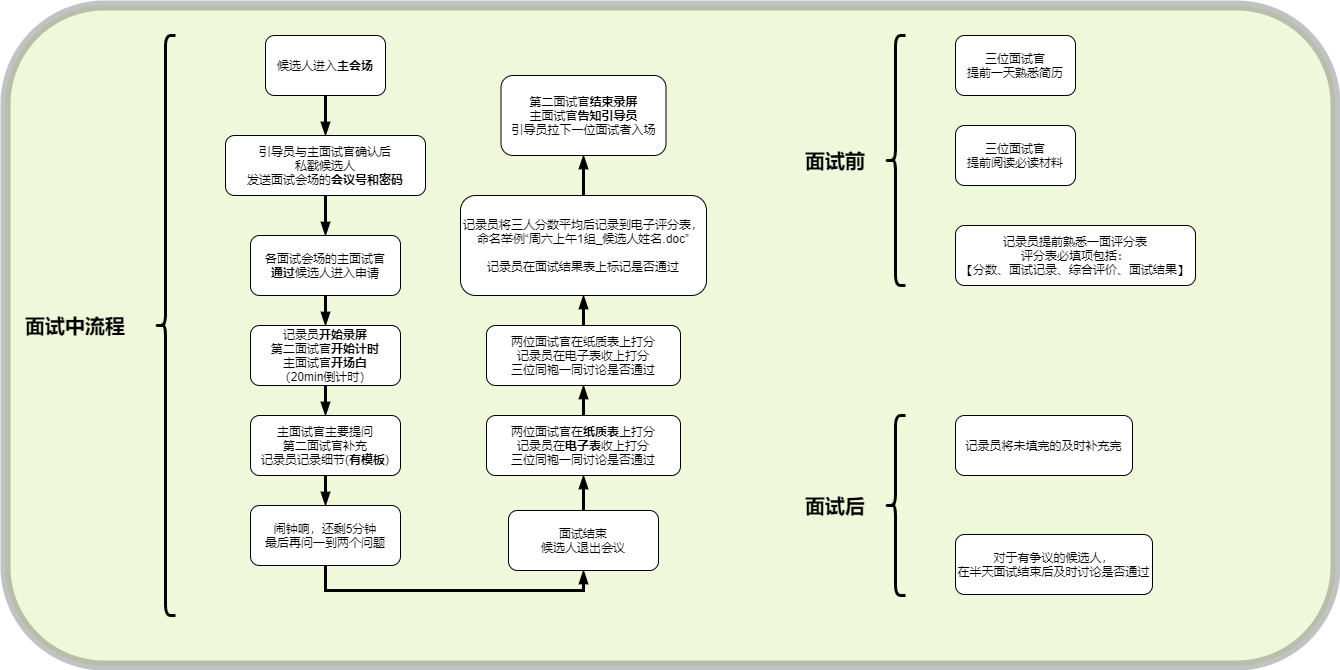 面试中流程
候选人进入主会场
引导员与主面试官确认后
私戳候选人
发送面试会场的会议号和密码
各面试会场的主面试官
通过候选人进入申请
记录员开始录屏
第二面试官开始计时
主面试官开场白
（20min倒计时）
主面试官主要提问
第二面试官补充
记录员记录细节(有模板)
闹钟响，还剩5分钟
最后再问一到两个问题
面试结束
候选人退出会议
两位面试官在纸质表上打分
记录员在电子表收上打分
三位同袍一同讨论是否通过
两位面试官在纸质表上打分
记录员在电子表收上打分
三位同袍一同讨论是否通过
记录员将三人分数平均后记录到电子评分表，
命名举例“周六上午1组_候选人姓名.doc”
记录员在面试结果表上标记是否通过
第二面试官结束录屏
主面试官告知引导员
引导员拉下一位面试者入场
面试前
三位面试官
提前一天熟悉简历
三位面试官
提前阅读必读材料
记录员提前熟悉一面评分表
评分表必填项包括：
【分数、面试记录、综合评价、面试结果】
面试后
记录员将未填完的及时补充完
对于有争议的候选人，
在半天面试结束后及时讨论是否通过